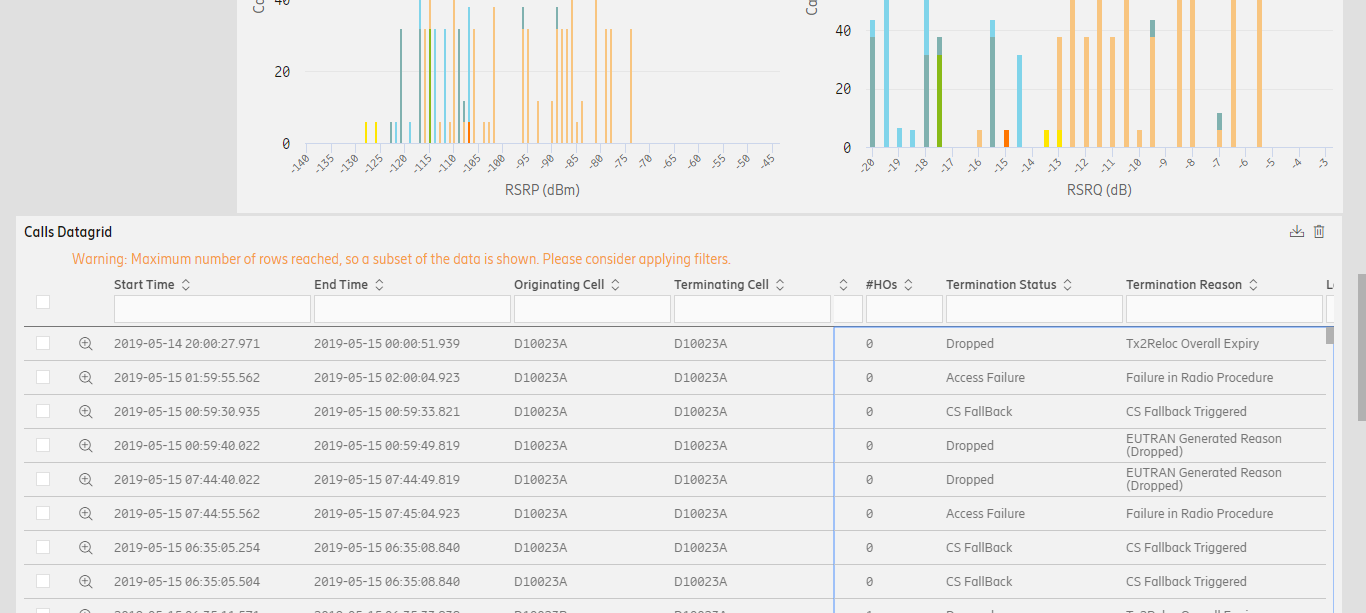 40
20
0
-140 -135 -130 -125 -120 -115 -110 -105 -100 -95 -90 -85 -80 -75 -70 -65 -60 -55 -50 -45
RSRP (dBm)
40
20
0
-20 -19 -18 -17 -16 -15 -14 -13 -12 -11 -10 -9 -8 -7 -6 -5 -4 -3
RSRQ (dB)
Calls Datagrid
Warning: Maximum number of rows reached, so a subset of the data is shown. Please consider applying filters.
Start Time End Time Originating Cell Terminating Cell #HOs Termination Status Termination Reason
2019-05-14 20:00:27.971 2019-05-15 00:00:51.939 D10023A D10023A 0 Dropped Tx2Reloc Overall Expiry
2019-05-15 01:59:55.562 2019-05-15 02:00:04.923 D10023A D10023A 0 Access Failure Failure in Radio Procedure
2019-05-15 00:59:30.935 2019-05-15 00:59:33.821 D10023A D10023A 0 CS FallBack CS Fallback Triggered
2019-05-15 00:59:40.022 2019-05-15 00:59:49.819 D10023A D10023A 0 Dropped EUTRAN Generated Reason
(Dropped)
2019-05-15 07:44:40.022 2019-05-15 07:44:49.819 D10023A D10023A 0 Dropped EUTRAN Generated Reason
(Dropped)
2019-05-15 07:44:55.562 2019-05-15 07:45:04.923 D10023A D10023A 0 Access Failure Failure in Radio Procedure
2019-05-15 06:35:05.254 2019-05-15 06:35:08.840 D10023A D10023A 0 CS FallBack CS Fallback Triggered
2019-05-15 06:35:05.504 2019-05-15 06:35:08.840 D10023A D10023A 0 CS FallBack CS Fallback Triggered